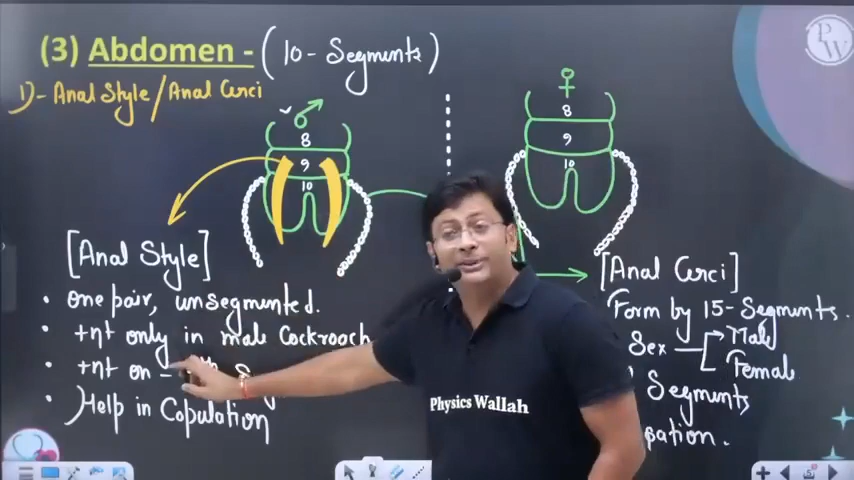 (3) Abdomen - (10 - Segments)
1) - Anal Style / Anal Cerci
♂
8
9
10
♀
8
9
10
[Anal Style]
• one pair, unsegmented.
• +nt only in male Cockroach
• +nt on -
• Help in Copulation
[Anal Cerci]
Form by 15 - Segments.
Sex
Male
Female
Segments
Physics Wallah
PW